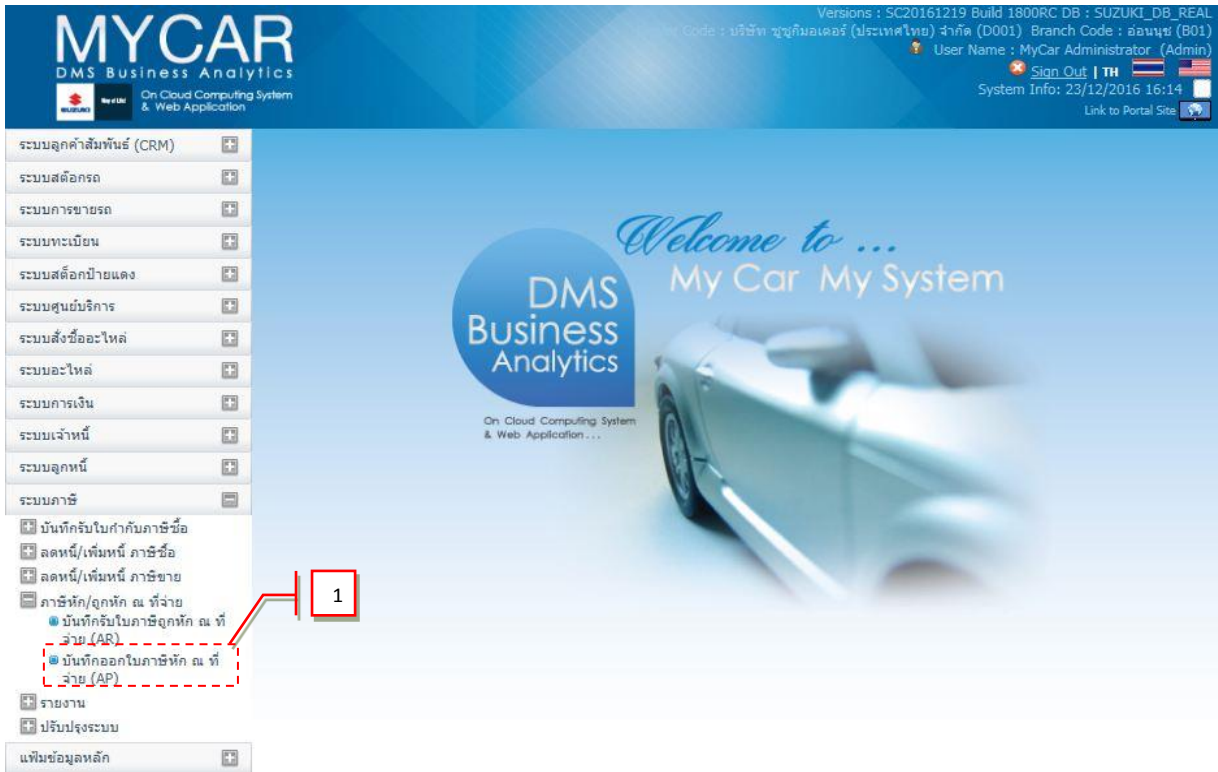 MYCAR
DMS Business Analytics
On Cloud Computing System
& Web Application
SUZUKI
Way of Life!
Versions : SC20161219 Build 1800RC DB : SUZUKI_DB_REAL
Code : บริษัท ซูซูกิมอเตอร์ (ประเทศไทย) จำกัด (D001) Branch Code : อ่อนนุช (B01)
User Name : MyCar Administrator (Admin)
Sign Out | TH
System Info: 23/12/2016 16:14
Link to Portal Site
ระบบลูกค้าสัมพันธ์ (CRM)
ระบบสต๊อกรถ
ระบบการขายรถ
ระบบทะเบียน
ระบบสต็อกป้ายแดง
ระบบศูนย์บริการ
ระบบสั่งซื้ออะไหล่
ระบบอะไหล่
ระบบการเงิน
ระบบเจ้าหนี้
ระบบลูกหนี้
ระบบภาษี
บันทึกรับใบกำกับภาษีซื้อ
ลดหนี้/เพิ่มหนี้ ภาษีซื้อ
ลดหนี้/เพิ่มหนี้ ภาษีขาย
ภาษีหัก/ถูกหัก ณ ที่จ่าย
บันทึกรับใบภาษีถูกหัก ณ ที่
จ่าย (AR)
บันทึกออกใบภาษีหัก ณ ที่
จ่าย (AP)
รายงาน
ปรับปรุงระบบ
แฟ้มข้อมูลหลัก
1
Welcome to ...
My Car My System
DMS
Business
Analytics
On Cloud Computing System
& Web Application...